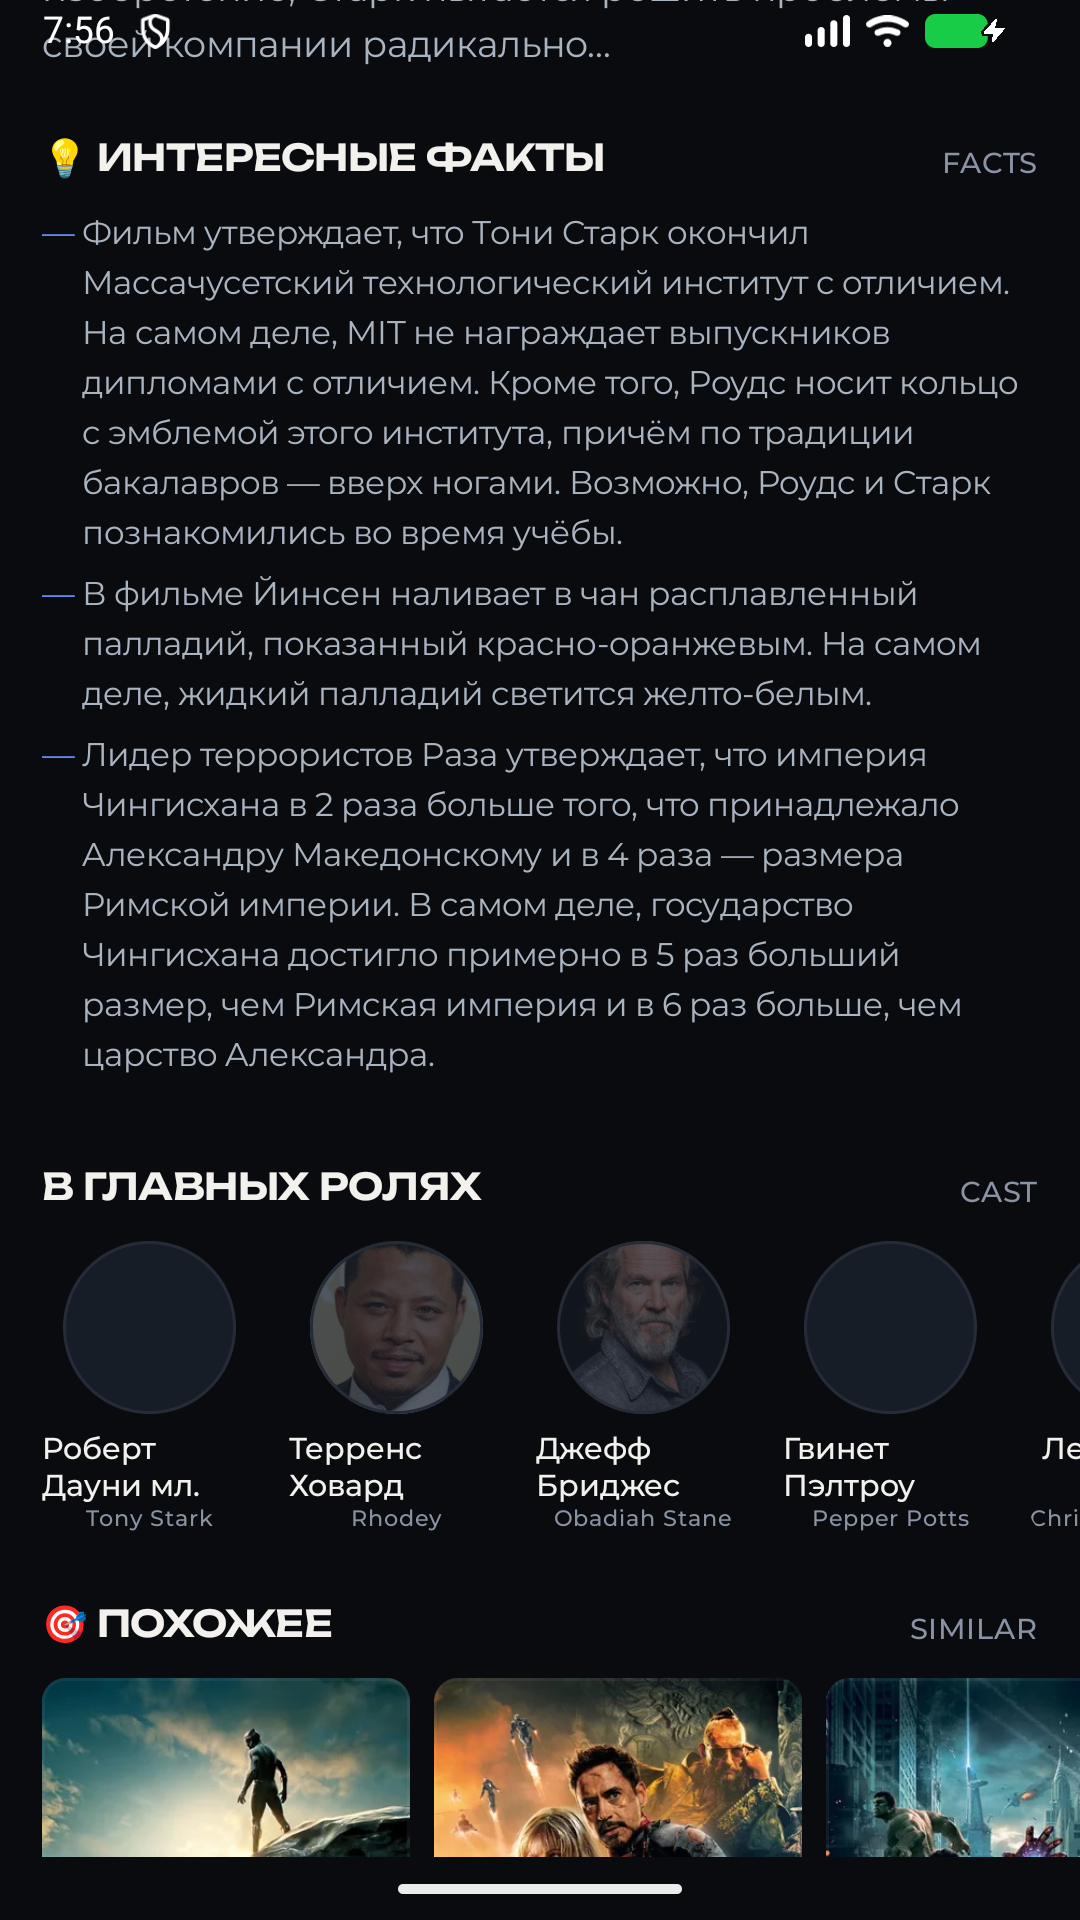 7:56
своей компании радикально...
💡 ИНТЕРЕСНЫЕ ФАКТЫ
FACTS
— Фильм утверждает, что Тони Старк окончил
Массачусетский технологический институт с отличием.
На самом деле, MIT не награждает выпускников
дипломами с отличием. Кроме того, Роудс носит кольцо
с эмблемой этого института, причём по традиции
бакалавров — вверх ногами. Возможно, Роудс и Старк
познакомились во время учёбы.
— В фильме Йинсен наливает в чан расплавленный
палладий, показанный красно-оранжевым. На самом
деле, жидкий палладий светится желто-белым.
— Лидер террористов Раза утверждает, что империя
Чингисхана в 2 раза больше того, что принадлежало
Александру Македонскому и в 4 раза — размера
Римской империи. В самом деле, государство
Чингисхана достигло примерно в 5 раз больший
размер, чем Римская империя и в 6 раз больше, чем
царство Александра.
В ГЛАВНЫХ РОЛЯХ
CAST
Роберт
Дауни мл.
Tony Stark
Терренс
Ховард
Rhodey
Джефф
Бриджес
Obadiah Stane
Гвинет
Пэлтроу
Pepper Potts
Ле
Chri
🎯 ПОХОЖЕЕ
SIMILAR